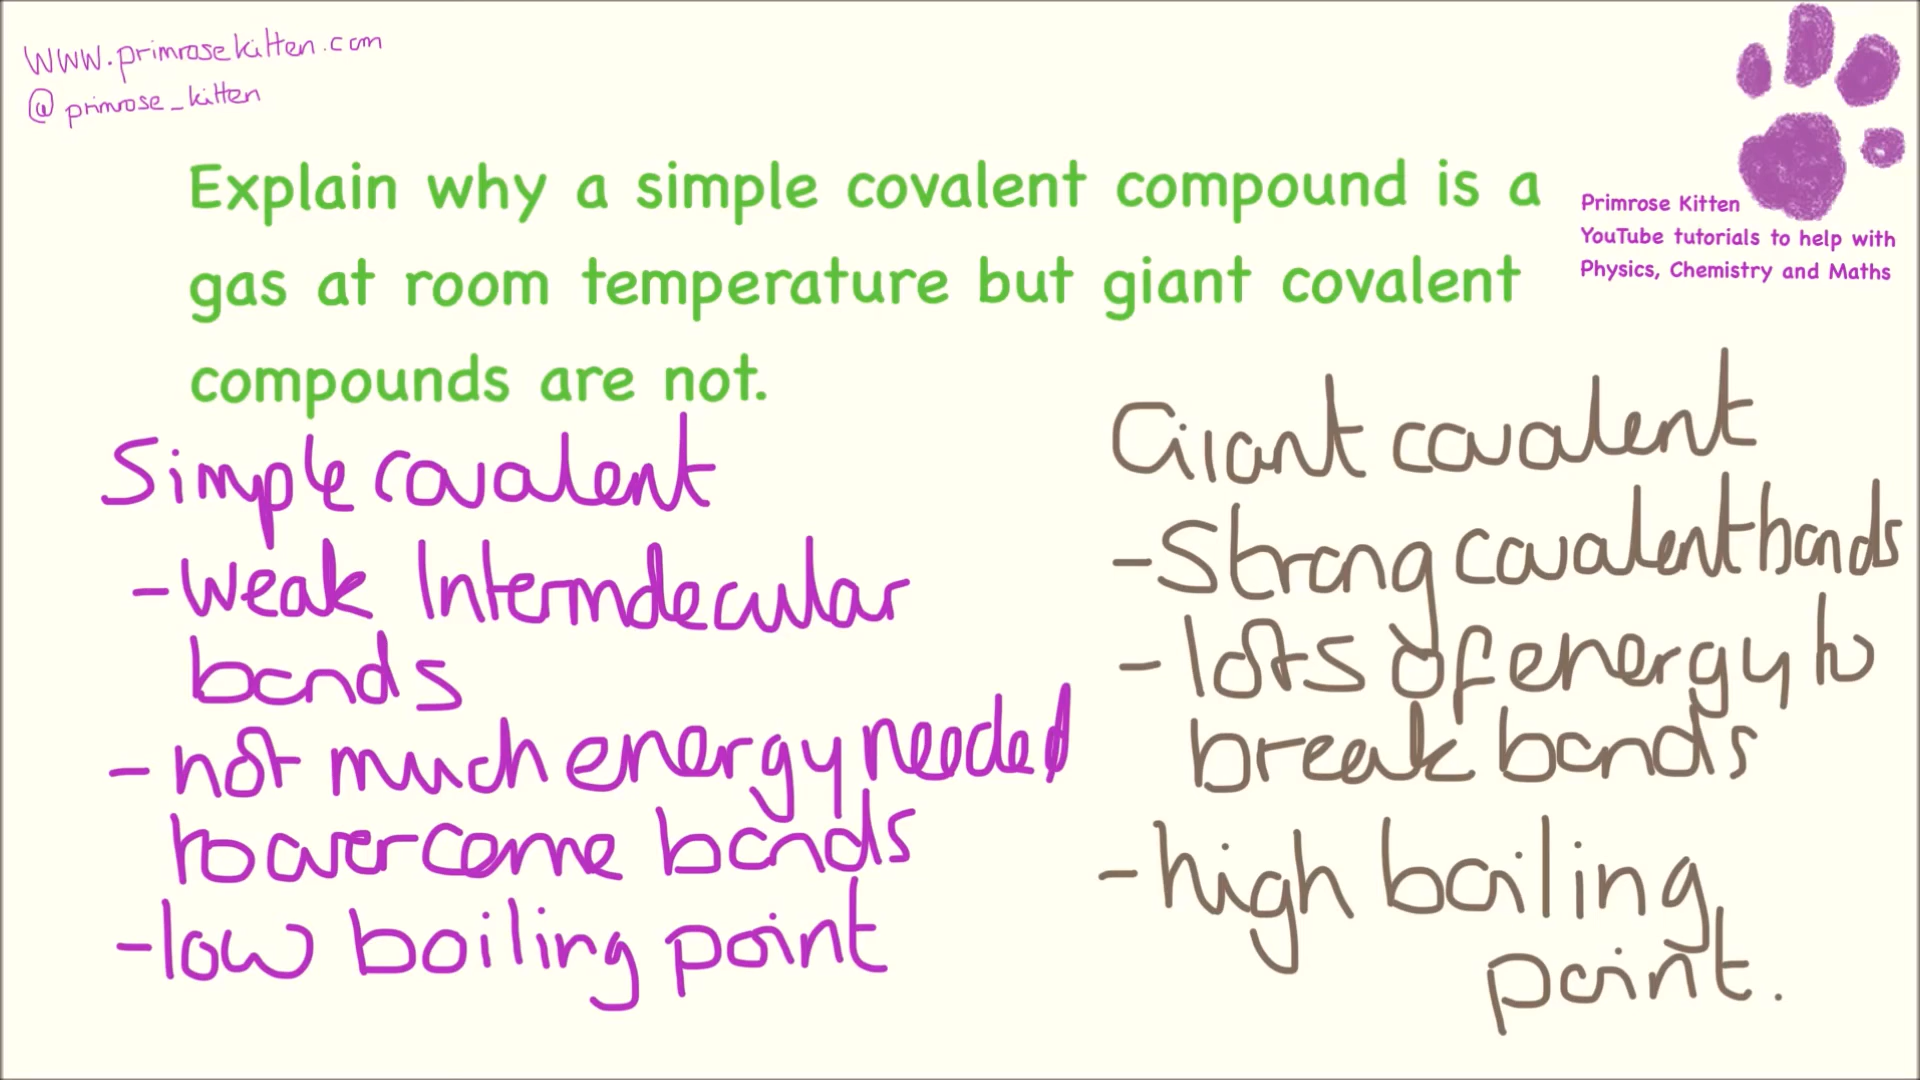 www.primrosekitten.com
@primrose_kitten
Explain why a simple covalent compound is a
gas at room temperature but giant covalent
compounds are not.
Primrose Kitten
YouTube tutorials to help with
Physics, Chemistry and Maths
Simple covalent
- weak Intermolecular
bonds
- not much energy needed
to overcome bonds
- low boiling point
Giant covalent
- Strong covalent bonds
- lots of energy to
break bonds
- high boiling
point.